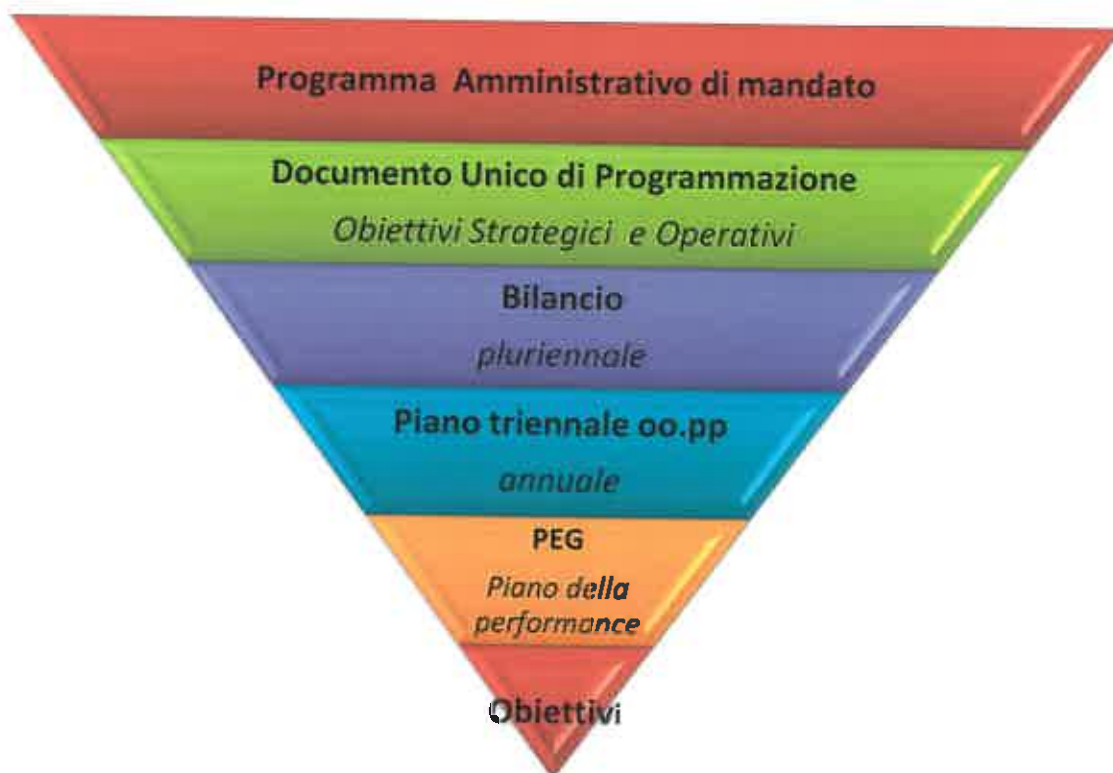 Programma Amministrativo di mandato
Documento Unico di Programmazione
Obiettivi Strategici e Operativi
Bilancio
pluriennale
Piano triennale oo.pp
annuale
PEG
Piano della
performance
Obiettivi